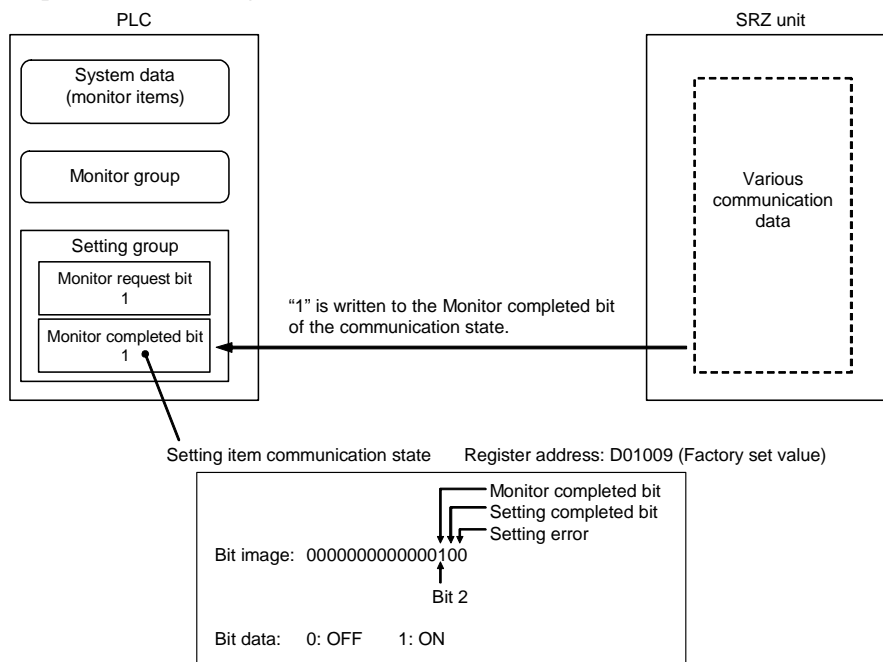 PLC
SRZ unit
System data
(monitor items)
Monitor group
Setting group
Monitor request bit
1
Monitor completed bit
1
"1" is written to the Monitor completed bit
of the communication state.
Various
communication
data
Setting item communication state Register address: D01009 (Factory set value)
Monitor completed bit
Setting completed bit
Setting error
Bit image: 0000000000000100
Bit 2
Bit data: 0: OFF 1: ON